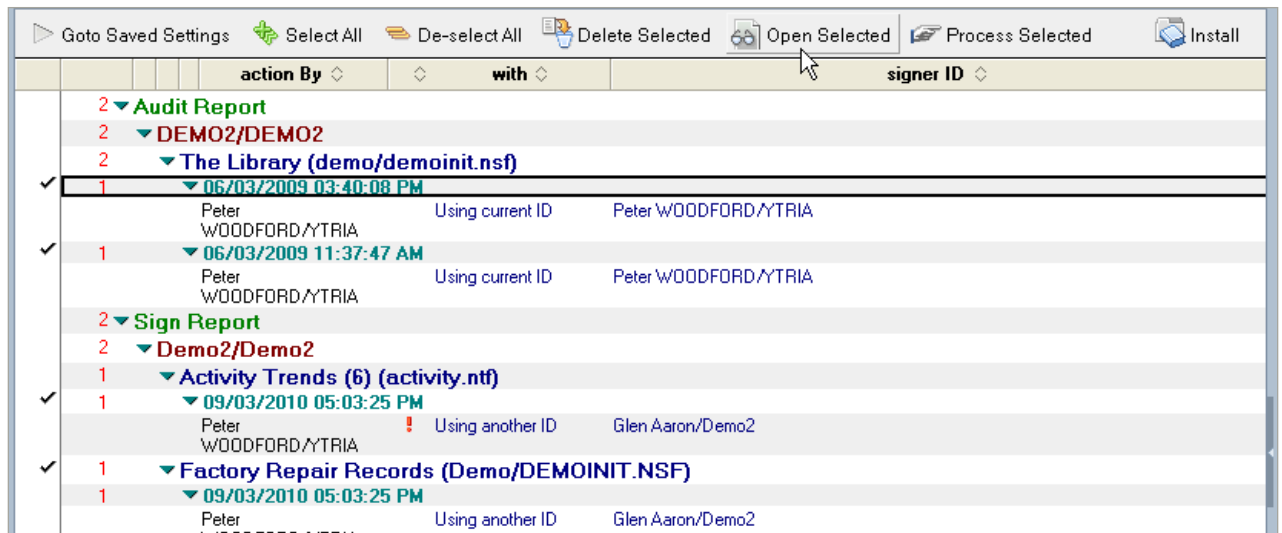 Goto Saved Settings Select All De-select All Delete Selected Open Selected Process Selected Install
action By with signer ID
2 Audit Report
2 DEMO2/DEMO2
2 The Library (demo/demoinit.nsf)
1 06/03/2009 03:40:08 PM
Peter Using current ID Peter WOODFORD/YTRIA
WOODFORD/YTRIA
1 06/03/2009 11:37:47 AM
Peter Using current ID Peter WOODFORD/YTRIA
WOODFORD/YTRIA
2 Sign Report
2 Demo2/Demo2
1 Activity Trends (6) (activity.ntf)
1 09/03/2010 05:03:25 PM
Peter ! Using another ID Glen Aaron/Demo2
WOODFORD/YTRIA
1 Factory Repair Records (Demo/DEMOINIT.NSF)
1 09/03/2010 05:03:25 PM
Peter Using another ID Glen Aaron/Demo2